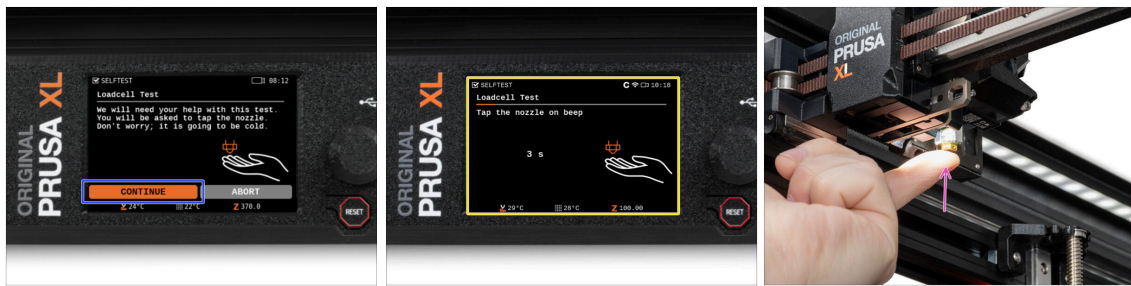 ORIGINAL
PRUSA XL
SELFTEST
08:12
Loadcell Test
We will need your help with this test.
You will be asked to tap the nozzle.
Don't worry; it is going to be cold.
CONTINUE
ABORT
24°C
22°C
Z 370.0
RESET
ORIGINAL
PRUSA XL
SELFTEST
C 10:18
Loadcell Test
Tap the nozzle on beep
3 s
29°C
28°C
Z 100.00
RESET
ORIGINAL
PRUSA
XL